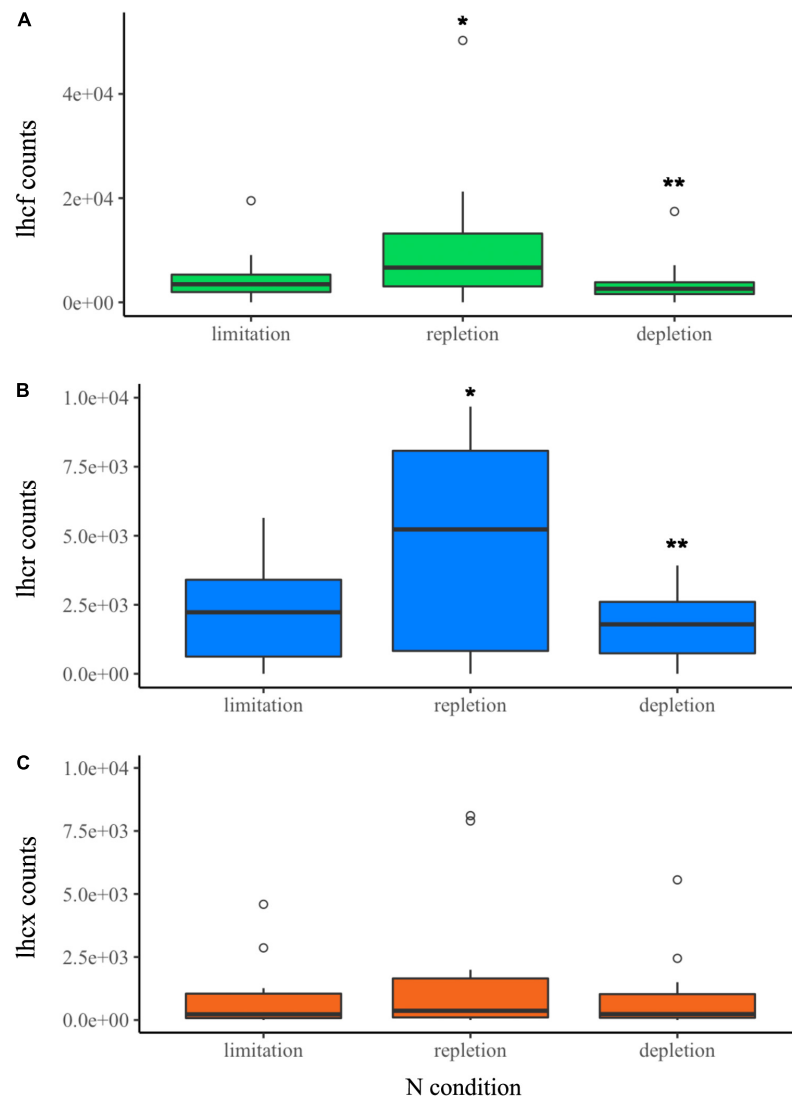 A
lhcf counts
4e+04
2e+04
0e+00
*
**
limitation repletion depletion
B
lhcr counts
1.0e+04
7.5e+03
5.0e+03
2.5e+03
0.0e+00
*
**
limitation repletion depletion
C
lhcx counts
1.0e+04
7.5e+03
5.0e+03
2.5e+03
0.0e+00
limitation repletion depletion
N condition